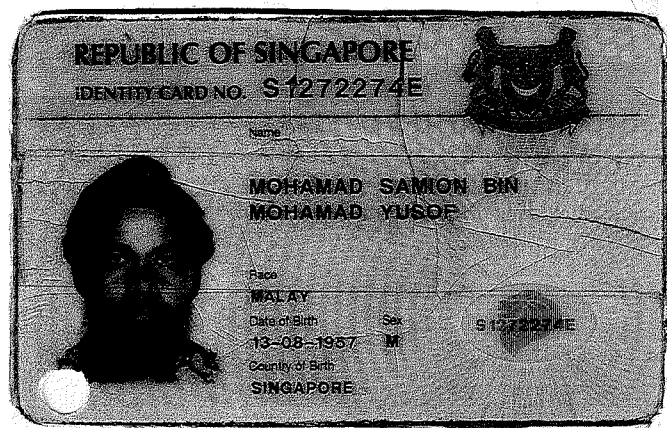 REPUBLIC OF SINGAPORE
IDENTITY CARD NO. S1272274E
Name
MOHAMAD SAMION BIN
MOHAMAD YUSOF
Race
MALAY
Date of Birth Sex
13-08-1957 M
S1272274E
Country of Birth
SINGAPORE